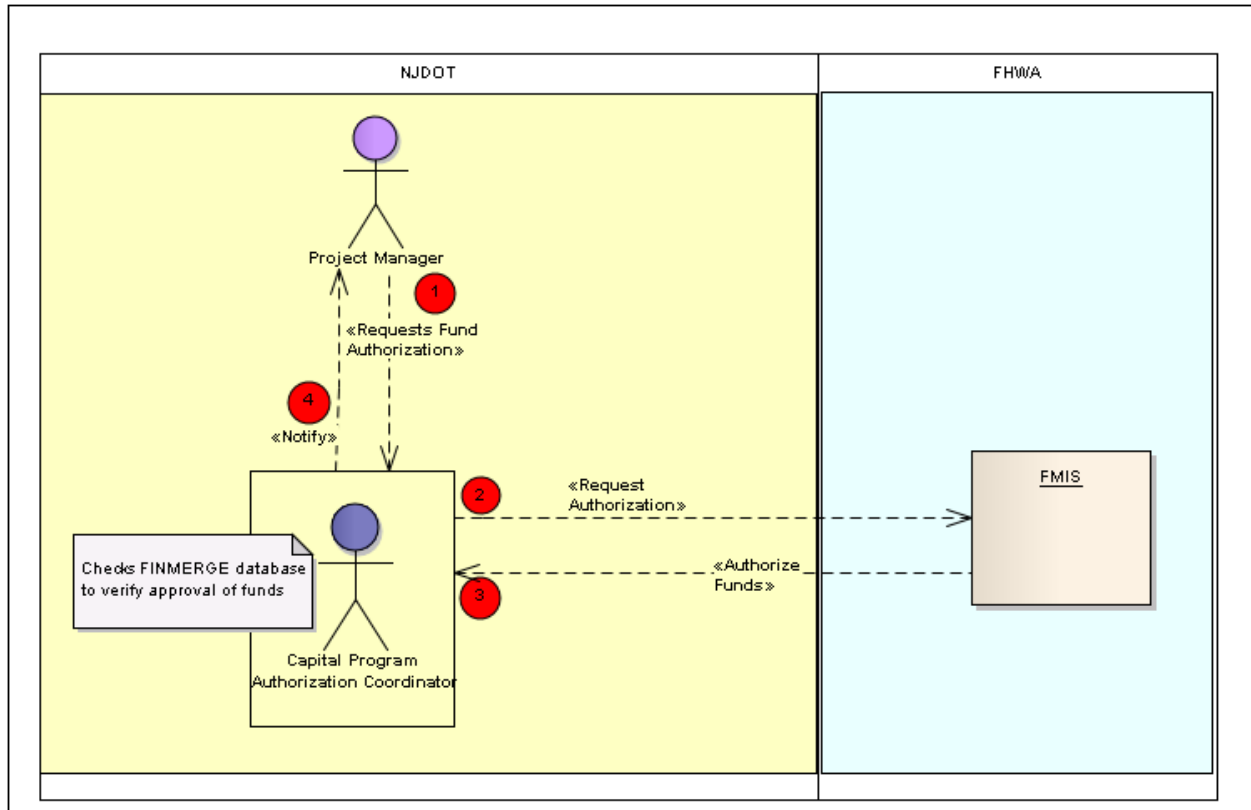 NJDOT
FHWA
Project Manager
1
«Requests Fund
Authorization»
4
«Notify»
2
«Request
Authorization»
FMIS
Checks FINMERGE database
to verify approval of funds
«Authorize
Funds»
3
Capital Program
Authorization Coordinator